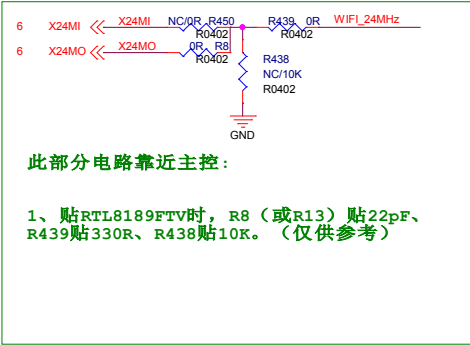 6 X24MI X24MI NC/0R R450 R439 0R WIFI_24MHz
R0402 R0402
6 X24MO X24MO 0R R8
R0402 R438
NC/10K
R0402
GND
此部分电路靠近主控:
1、贴RTL8189FTV时，R8（或R13）贴22pF、
R439贴330R、R438贴10K。（仅供参考）